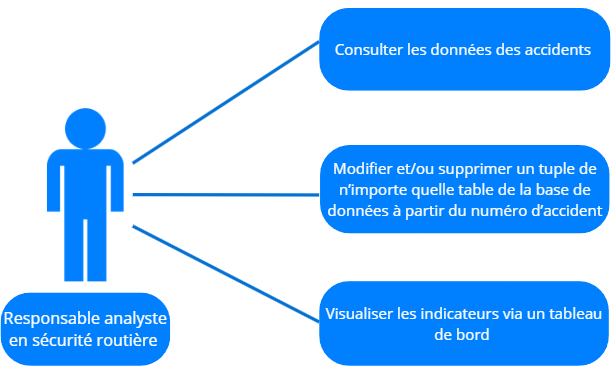 Consulter les données des accidents
Modifier et/ou supprimer un tuple de
n’importe quelle table de la base de
données à partir du numéro d’accident
Visualiser les indicateurs via un tableau
de bord
Responsable analyste
en sécurité routière